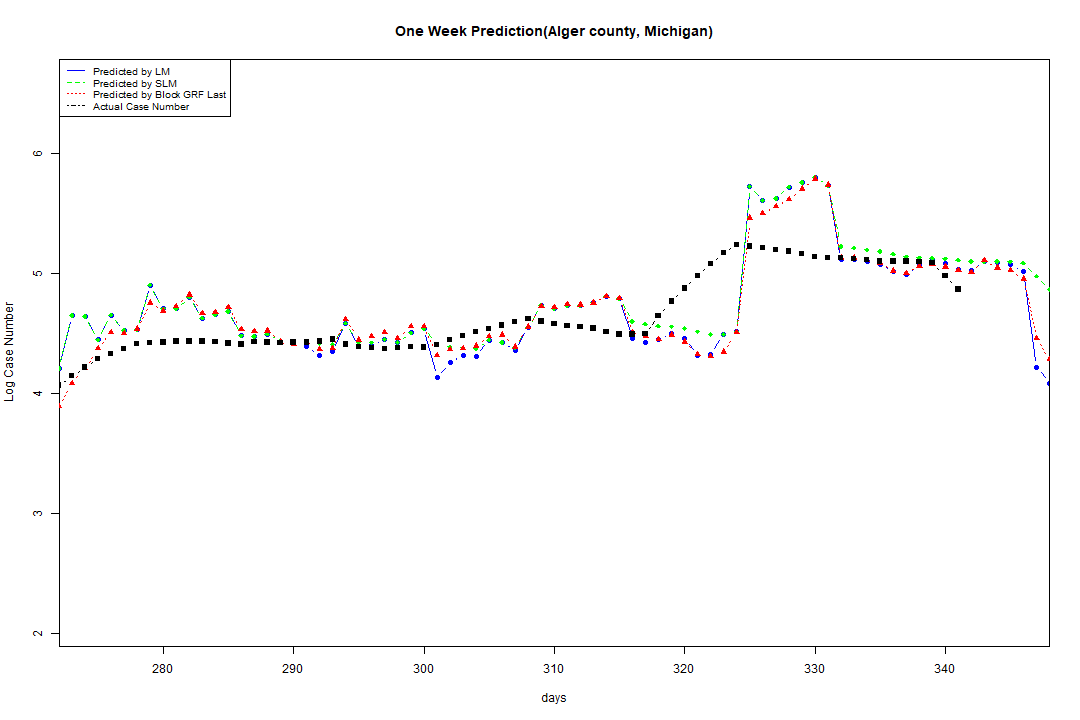 One Week Prediction(Alger county, Michigan)
Predicted by LM
Predicted by SLM
Predicted by Block GRF Last
Actual Case Number
6
5
4
3
2
Log Case Number
280 290 300 310 320 330 340
days